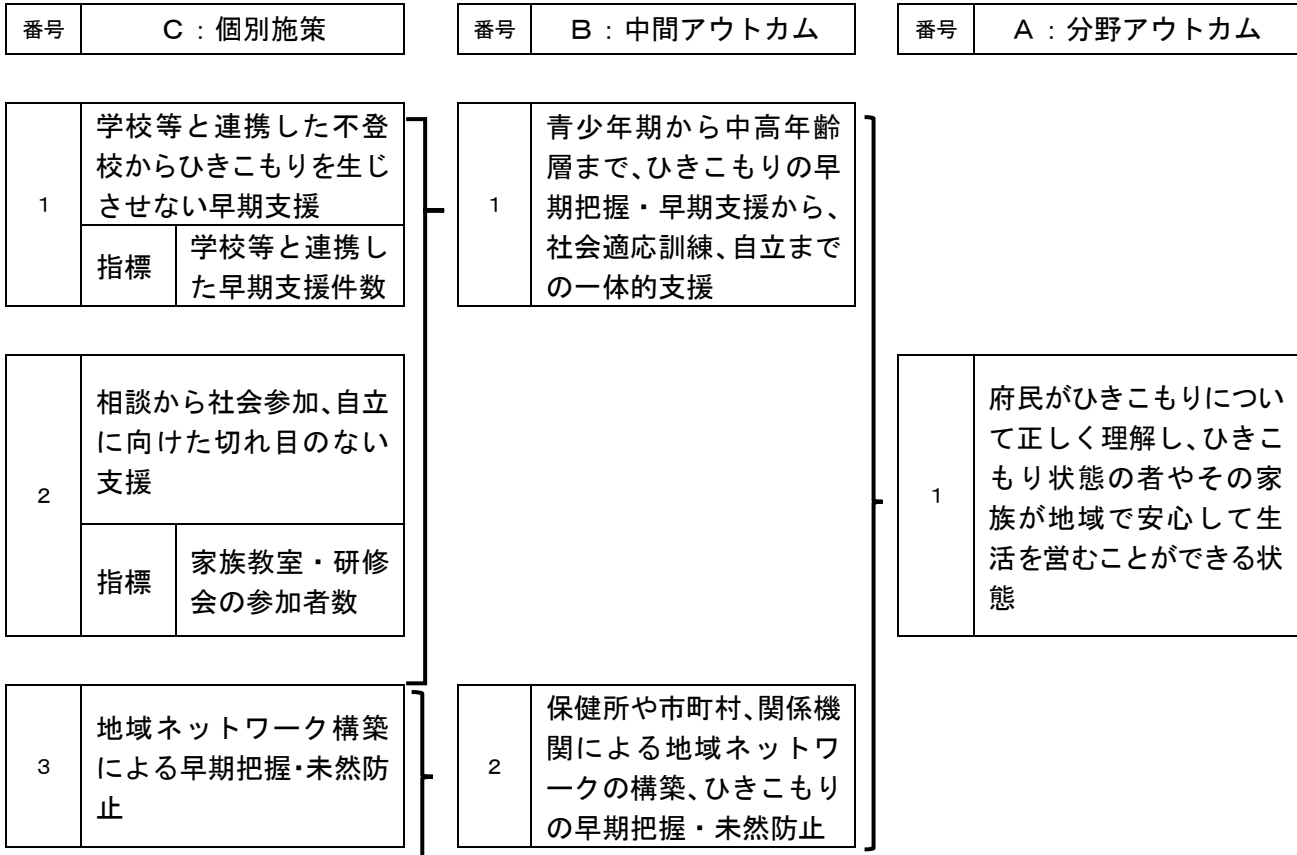 番号
C：個別施策
番号
B：中間アウトカム
番号
A：分野アウトカム
1
学校等と連携した不登
校からひきこもりを生じ
させない早期支援
指標
学校等と連携し
た早期支援件数
1
青少年期から中高年齢
層まで、ひきこもりの早
期把握・早期支援から、
社会適応訓練、自立まで
の一体的支援
2
相談から社会参加、自立
に向けた切れ目のない
支援
指標
家族教室・研修
会の参加者数
1
府民がひきこもりについ
て正しく理解し、ひきこ
もり状態の者やその家
族が地域で安心して生
活を営むことができる状
態
3
地域ネットワーク構築
による早期把握・未然防
止
2
保健所や市町村、関係機
関による地域ネットワ
ークの構築、ひきこもり
の早期把握・未然防止